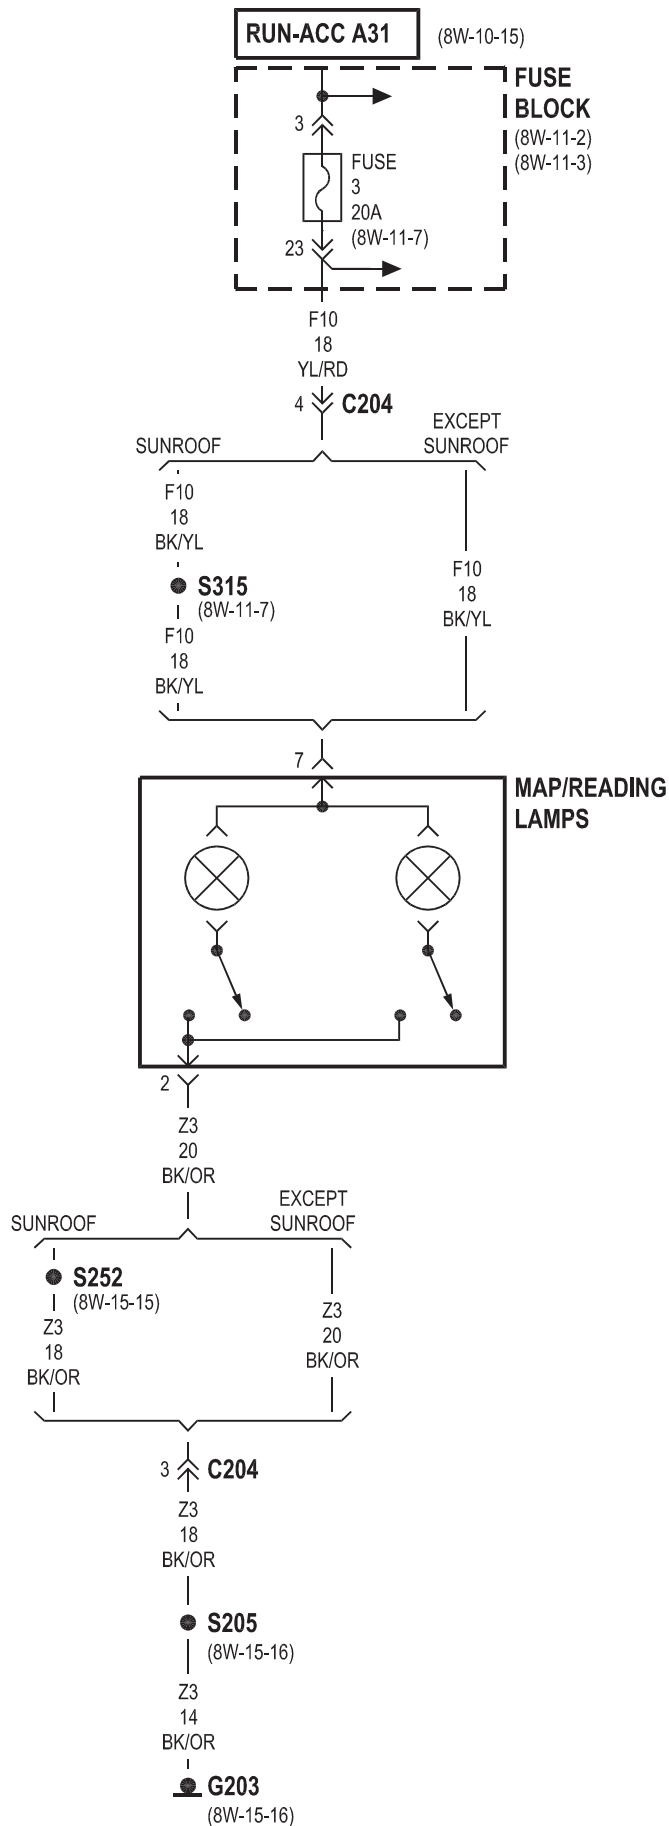 RUN-ACC A31
(8W-10-15)
FUSE
BLOCK
(8W-11-2)
(8W-11-3)
3
FUSE
3
20A
(8W-11-7)
23
F10
18
YL/RD
4
C204
SUNROOF
EXCEPT
SUNROOF
F10
18
BK/YL
S315
(8W-11-7)
F10
18
BK/YL
F10
18
BK/YL
7
MAP/READING
LAMPS
2
Z3
20
BK/OR
SUNROOF
EXCEPT
SUNROOF
S252
(8W-15-15)
Z3
18
BK/OR
Z3
20
BK/OR
3
C204
Z3
18
BK/OR
S205
(8W-15-16)
Z3
14
BK/OR
G203
(8W-15-16)